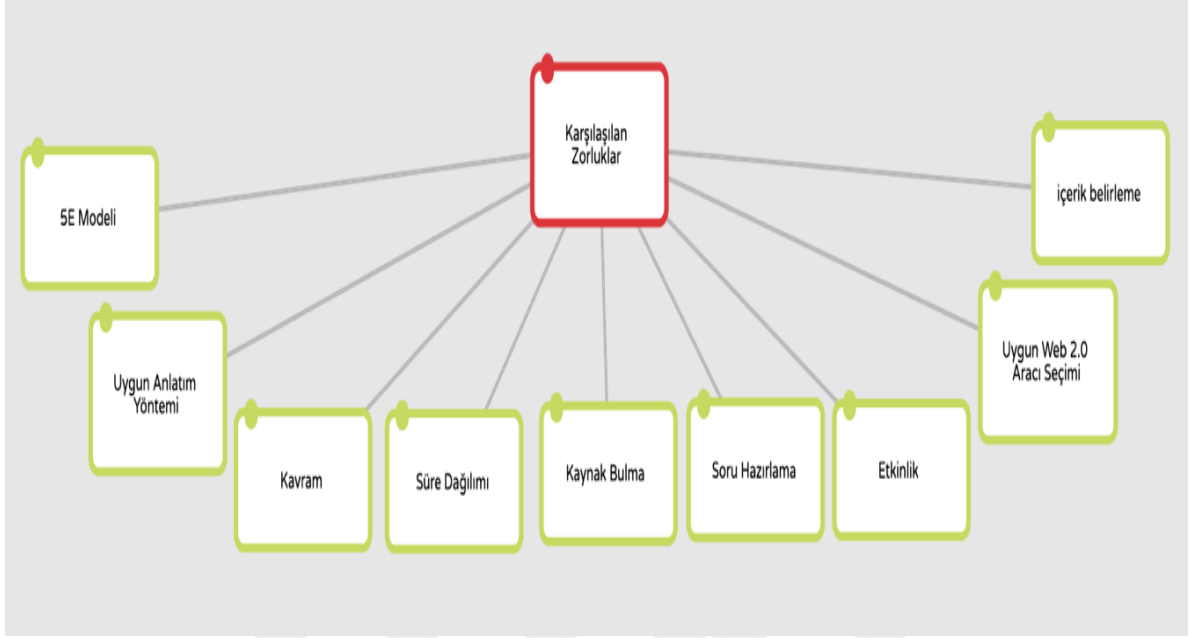 Karşılaşılan
Zorluklar
5E Modeli
Uygun Anlatım
Yöntemi
Kavram
Süre Dağılımı
Kaynak Bulma
Soru Hazırlama
Etkinlik
Uygun Web 2.0
Aracı Seçimi
içerik belirleme